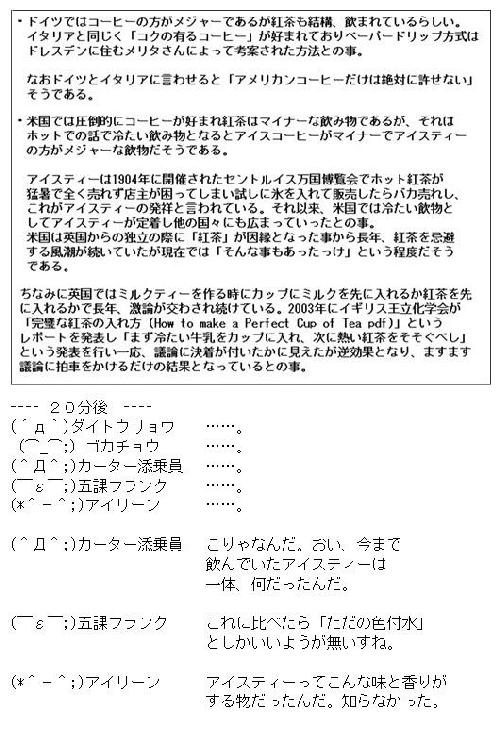 ・ドイツではコーヒーの方がメジャーであるが紅茶も結構、飲まれているらしい。
イタリアと同じく「コクの有るコーヒー」が好まれておりペーパードリップ方式は
ドレスデンに住むメリタさんによって考案された方法との事。
なおドイツとイタリアに言わせると「アメリカンコーヒーだけは絶対に許せない」
そうである。
・米国では圧倒的にコーヒーが好まれ紅茶はマイナーな飲み物であるが、それは
ホットでの話で冷たい飲み物となるとアイスコーヒーがマイナーでアイスティー
の方がメジャーな飲物だそうである。
アイスティーは1904年に開催されたセントルイス万国博覧会でホット紅茶が
猛暑で全く売れず店主が困ってしまい試しに氷を入れて販売したらバカ売れし、
これがアイスティーの発祥と言われている。それ以来、米国では冷たい飲物と
してアイスティーが定着し他の国々にも広まっていったとの事。
米国は英国からの独立の際に「紅茶」が因縁となった事から長年、紅茶を忌避
する風潮が続いていたが現在では「そんな事もあったっけ」という程度だそう
である。
ちなみに英国ではミルクティーを作る時にカップにミルクを先に入れるか紅茶を先
に入れるかで長年、激論が交わされ続けている。2003年にイギリス王立化学会が
「完璧な紅茶の入れ方 (How to make a Perfect Cup of Tea pdf)」という
レポートを発表し「まず冷たい牛乳をカップに入れ、次に熱い紅茶をそそぐべし」
という発表を行い一応、議論に決着が付いたかに見えたが逆効果となり、ますます
議論に拍車をかけるだけの結果となっているとの事。
---- 20分後 ----
(´д｀)ダイトウリョウ ……。
(￣_￣;) ゴカチョウ ……。
(^Д^;)カーター添乗員 ……。
(￣ε￣;)五課フランク ……。
(*^-^;)アイリーン ……。
(^Д^;)カーター添乗員 こりゃなんだ。おい、今まで
飲んでいたアイスティーは
一体、何だったんだ。
(￣ε￣;)五課フランク これに比べたら「ただの色付水」
としかいいようが無いすね。
(*^-^;)アイリーン アイスティーってこんな味と香りが
する物だったんだ。知らなかった。